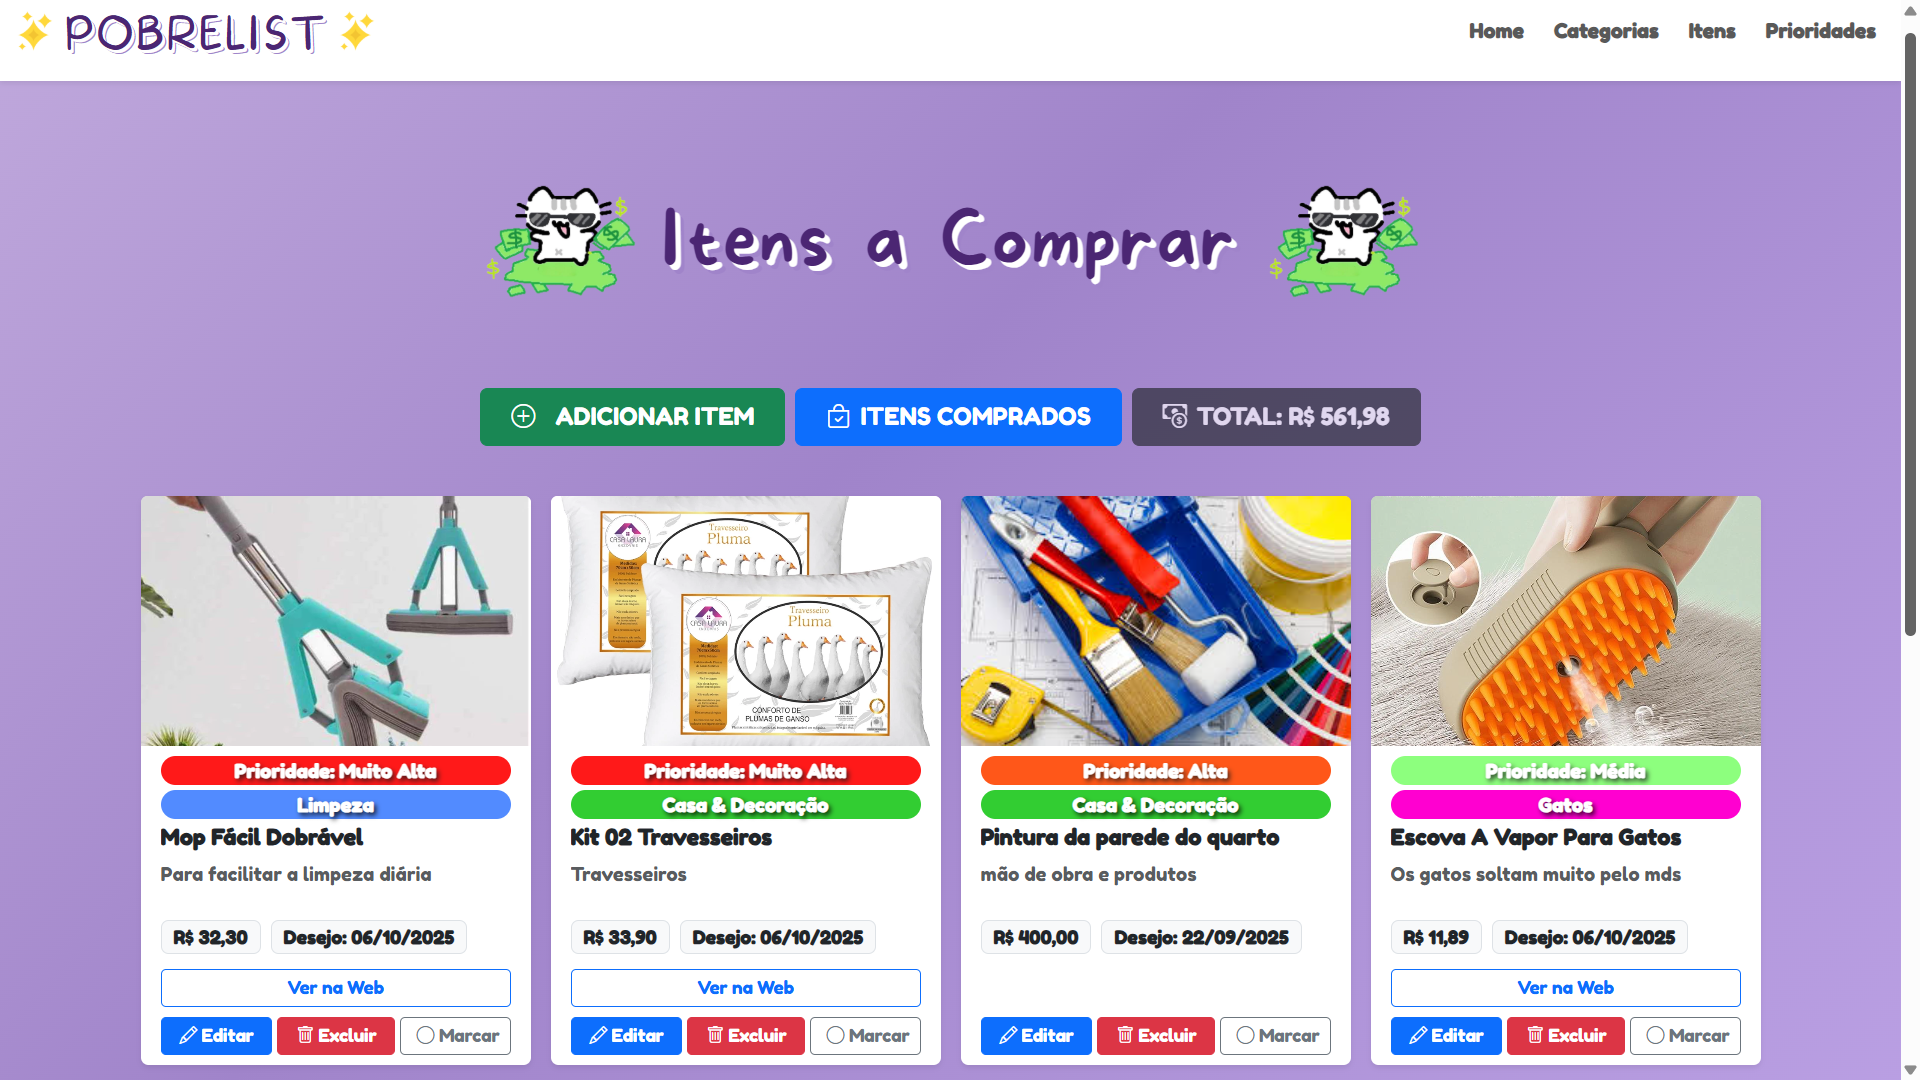 POBRELIST
Home
Categorias
Itens
Prioridades
Itens a Comprar
ADICIONAR ITEM
ITENS COMPRADOS
TOTAL: R$ 561,98
Travesseiro
Pluma
CASA LAURA
Travesseiro
Pluma
CASA LAURA
CONFORTO DE
PLUMAS DE GANSO
Prioridade: Muito Alta
Limpeza
Mop Fácil Dobrável
Para facilitar a limpeza diária
R$ 32,30
Desejo: 06/10/2025
Ver na Web
Editar
Excluir
Marcar
Prioridade: Muito Alta
Casa & Decoração
Kit 02 Travesseiros
Travesseiros
R$ 33,90
Desejo: 06/10/2025
Ver na Web
Editar
Excluir
Marcar
Prioridade: Alta
Casa & Decoração
Pintura da parede do quarto
mão de obra e produtos
R$ 400,00
Desejo: 22/09/2025
Editar
Excluir
Marcar
Prioridade: Média
Gatos
Escova A Vapor Para Gatos
Os gatos soltam muito pelo mds
R$ 11,89
Desejo: 06/10/2025
Ver na Web
Editar
Excluir
Marcar